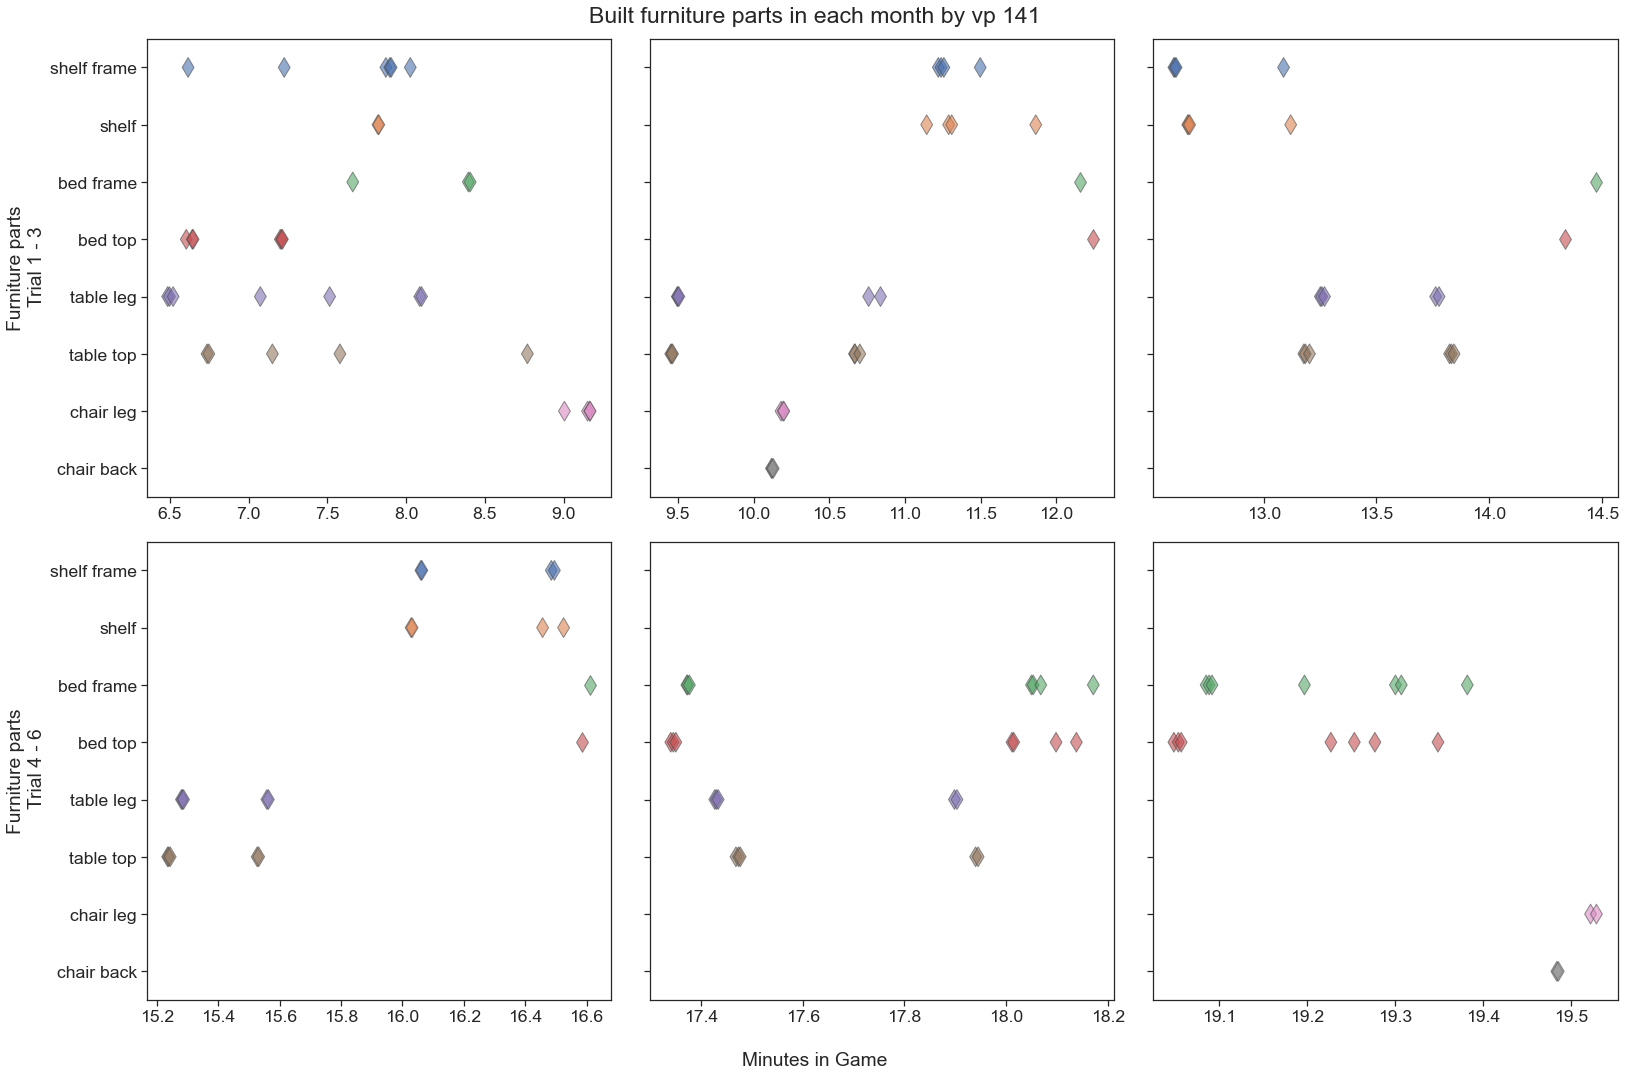 Built furniture parts in each month by vp 141
Furniture parts
Trial 1 - 3
shelf frame
shelf
bed frame
bed top
table leg
table top
chair leg
chair back
6.5 7.0 7.5 8.0 8.5 9.0
9.5 10.0 10.5 11.0 11.5 12.0
13.0 13.5 14.0 14.5
Furniture parts
Trial 4 - 6
shelf frame
shelf
bed frame
bed top
table leg
table top
chair leg
chair back
15.2 15.4 15.6 15.8 16.0 16.2 16.4 16.6
17.4 17.6 17.8 18.0 18.2
19.1 19.2 19.3 19.4 19.5
Minutes in Game